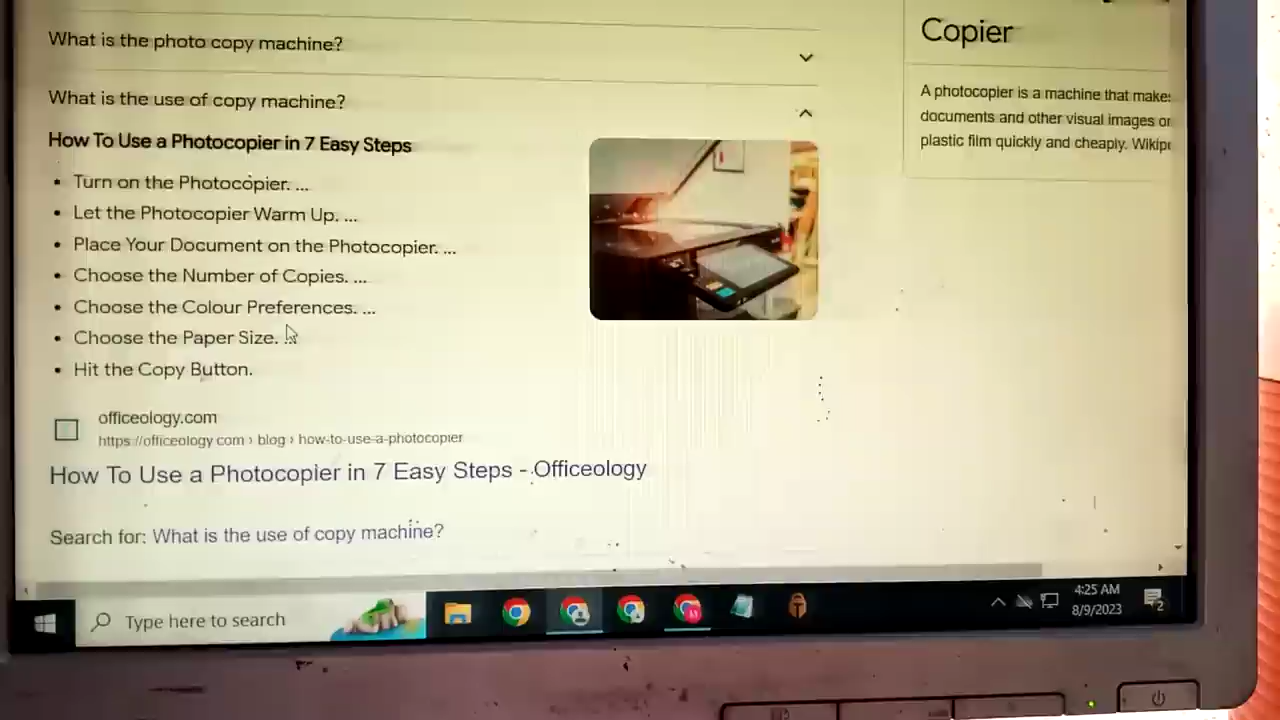 What is the photo copy machine?
What is the use of copy machine?
How To Use a Photocopier in 7 Easy Steps
• Turn on the Photocopier. ...
• Let the Photocopier Warm Up. ...
• Place Your Document on the Photocopier. ...
• Choose the Number of Copies. ...
• Choose the Colour Preferences. ...
• Choose the Paper Size.
• Hit the Copy Button.
officeology.com
https://officeology.com › blog › how-to-use-a-photocopier
How To Use a Photocopier in 7 Easy Steps - Officeology
Search for: What is the use of copy machine?
Copier
A photocopier is a machine that makes
documents and other visual images or
plastic film quickly and cheaply. Wikip
Type here to search
4:25 AM
8/9/2023
2